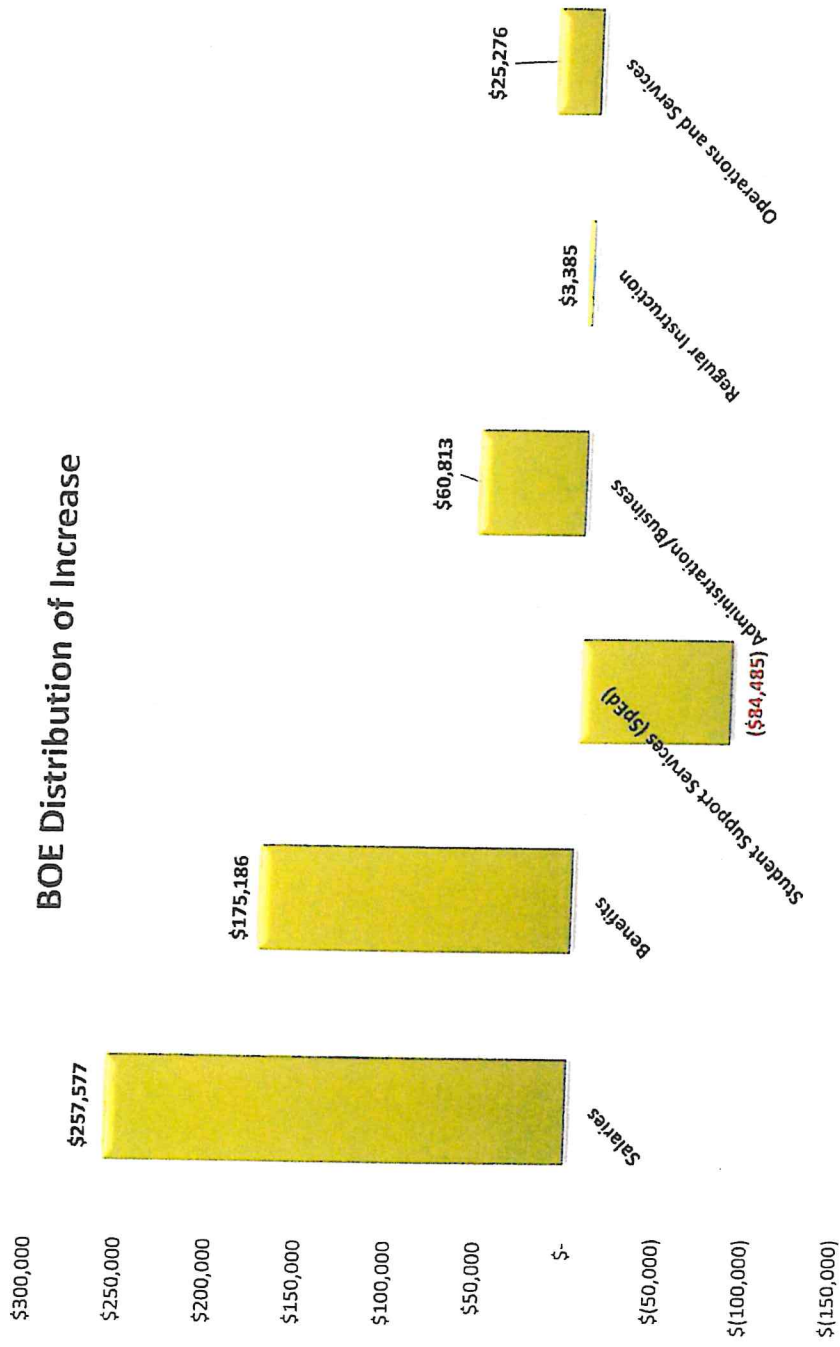 BOE Distribution of Increase
$300,000
$250,000
$200,000
$150,000
$100,000
$50,000
$-
$(50,000)
$(100,000)
$(150,000)
$257,577
$175,186
($84,485)
$60,813
$3,385
$25,276
Salaries
Benefits
Student Support Services (SpEd)
Administration/Business
Regular Instruction
Operations and Services